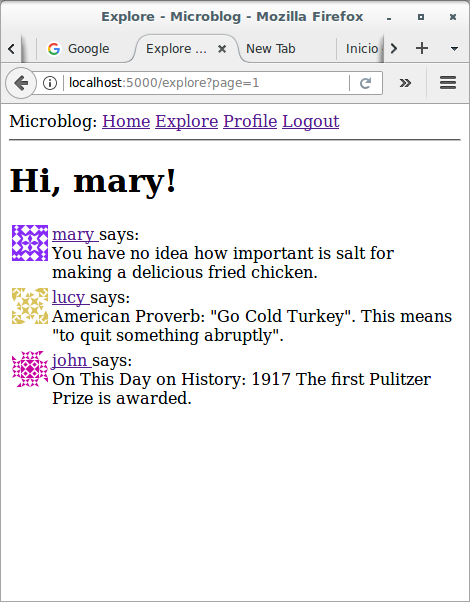 Explore - Microblog - Mozilla Firefox
Google
Explore ...
New Tab
Inicio
localhost:5000/explore?page=1
Microblog: Home Explore Profile Logout
Hi, mary!
mary says:
You have no idea how important is salt for
making a delicious fried chicken.
lucy says:
American Proverb: "Go Cold Turkey". This means
"to quit something abruptly".
john says:
On This Day on History: 1917 The first Pulitzer
Prize is awarded.